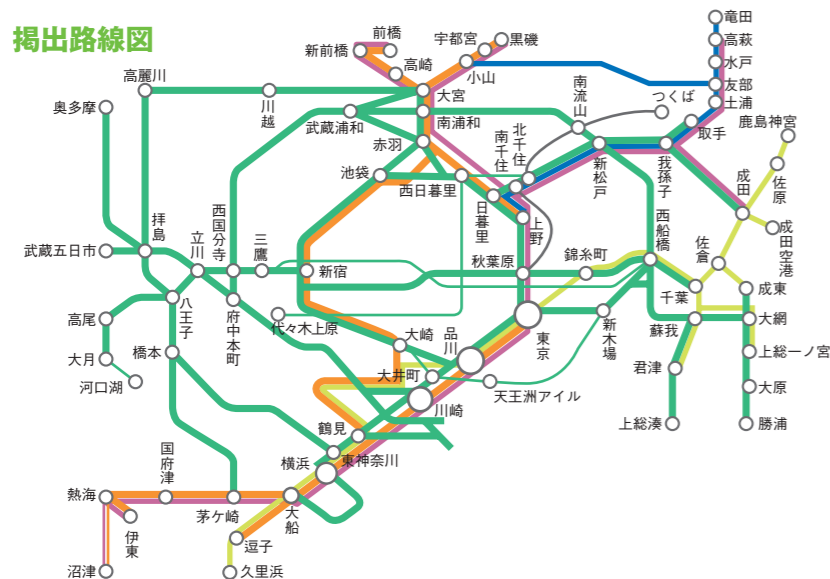 掲出路線図
前橋
新前橋
高崎
宇都宮
黒磯
小山
竜田
高萩
水戸
友部
土浦
高麗川
川越
大宮
南浦和
武蔵浦和
赤羽
奥多摩
南流山
つくば
鹿島神宮
取手
北千住
南千住
新松戸
我孫子
成田
佐原
成田空港
池袋
西日暮里
日暮里
上野
西船橋
佐倉
拝島
武蔵五日市
立川
西国分寺
三鷹
新宿
秋葉原
錦糸町
千葉
成東
八王子
府中本町
代々木上原
大崎
品川
東京
新木場
蘇我
大網
高尾
大月
河口湖
橋本
大井町
天王洲アイル
君津
上総一ノ宮
大原
川崎
鶴見
上総湊
勝浦
横浜
東神奈川
熱海
国府津
茅ケ崎
大船
伊東
逗子
沼津
久里浜